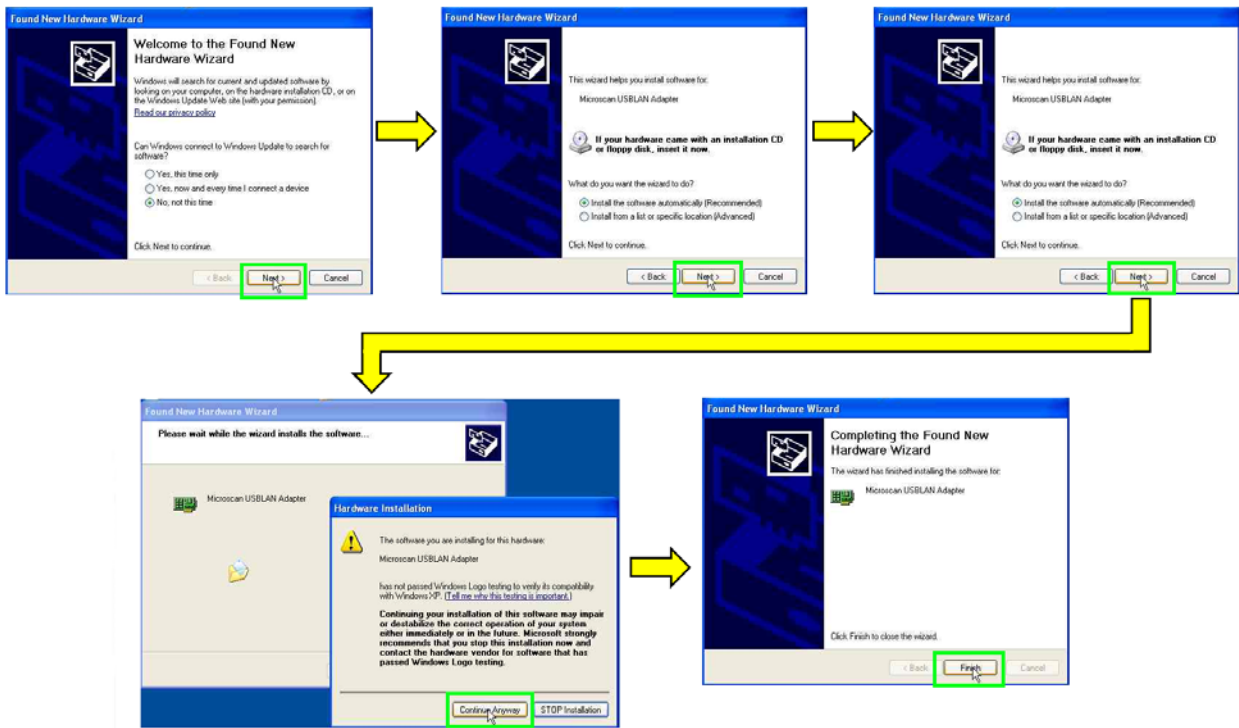 Found New Hardware Wizard
Welcome to the Found New
Hardware Wizard
Windows will search for current and updated software by
looking on your computer, on the hardware installation CD, or on
the Windows Update Web site (with your permission).
Read our privacy policy
Can Windows connect to Windows Update to search for
software?
Yes, this time only
Yes, now and every time I connect a device
No, not this time
Click Next to continue.
< Back
Next >
Cancel
Found New Hardware Wizard
This wizard helps you install software for:
Microscan USBLAN Adapter
If your hardware came with an installation CD
or floppy disk, insert it now.
What do you want the wizard to do?
Install the software automatically (Recommended)
Install from a list or specific location (Advanced)
Click Next to continue.
< Back
Next >
Cancel
Found New Hardware Wizard
This wizard helps you install software for:
Microscan USBLAN Adapter
If your hardware came with an installation CD
or floppy disk, insert it now.
What do you want the wizard to do?
Install the software automatically (Recommended)
Install from a list or specific location (Advanced)
Click Next to continue.
< Back
Next >
Cancel
Found New Hardware Wizard
Please wait while the wizard installs the software...
Microscan USBLAN Adapter
Hardware Installation
The software you are installing for this hardware:
Microscan USBLAN Adapter
has not passed Windows Logo testing to verify its compatibility
with Windows XP. (Tell me why this testing is important.)
Continuing your installation of this software may impair
or destabilize the correct operation of your system
either immediately or in the future. Microsoft strongly
recommends that you stop this installation now and
contact the hardware vendor for software that has
passed Windows Logo testing.
Continue Anyway
STOP Installation
Found New Hardware Wizard
Completing the Found New
Hardware Wizard
The wizard has finished installing the software for:
Microscan USBLAN Adapter
Click Finish to close the wizard.
< Back
Finish
Cancel